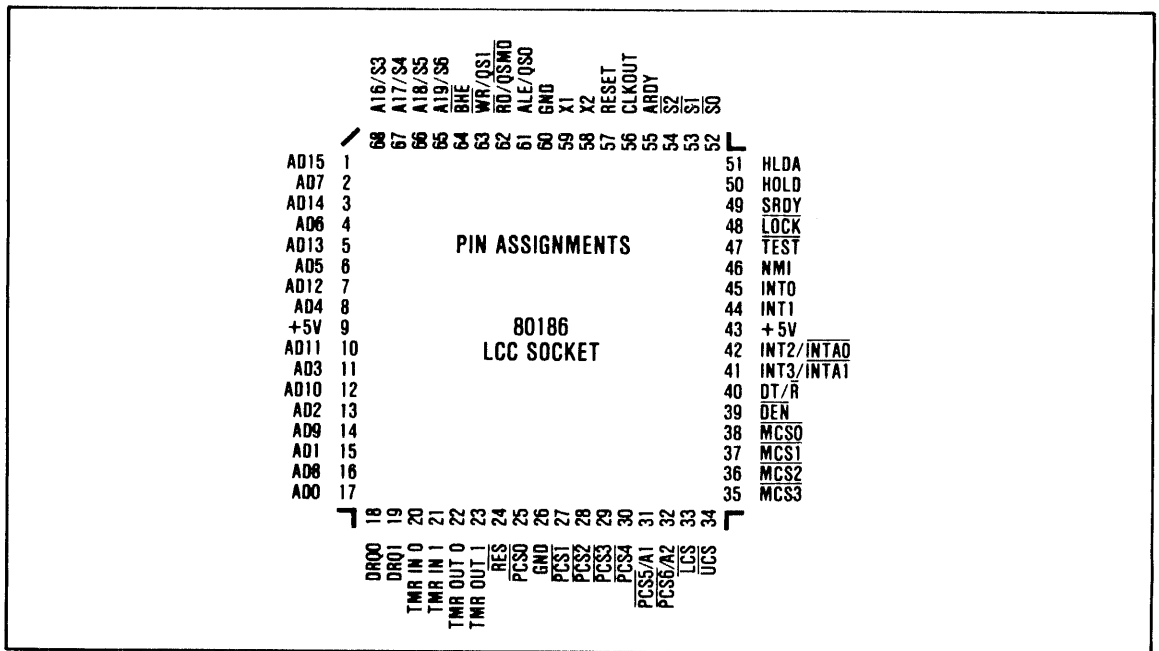 A16/S3
A17/S4
A18/S5
A19/S6
BHE
WR/QS1
RD/QSMD
ALE/QS0
GND
X1
X2
RESET
CLKOUT
ARDY
S2
S1
S0
68 67 66 65 64 63 62 61 60 59 58 57 56 55 54 53 52
AD15 1
AD7 2
AD14 3
AD6 4
AD13 5
AD5 6
AD12 7
AD4 8
+5V 9
AD11 10
AD3 11
AD10 12
AD2 13
AD9 14
AD1 15
AD8 16
AD0 17
PIN ASSIGNMENTS
80186
LCC SOCKET
51 HLDA
50 HOLD
49 SRDY
48 LOCK
47 TEST
46 NMI
45 INT0
44 INT1
43 +5V
42 INT2/INTA0
41 INT3/INTA1
40 DT/R
39 DEN
38 MCS0
37 MCS1
36 MCS2
35 MCS3
18 19 20 21 22 23 24 25 26 27 28 29 30 31 32 33 34
DRQ0
DRQ1
TMR IN 0
TMR IN 1
TMR OUT 0
TMR OUT 1
RES
PCS0
GND
PCS1
PCS2
PCS3
PCS4
PCS5/A1
PCS6/A2
LCS
UCS